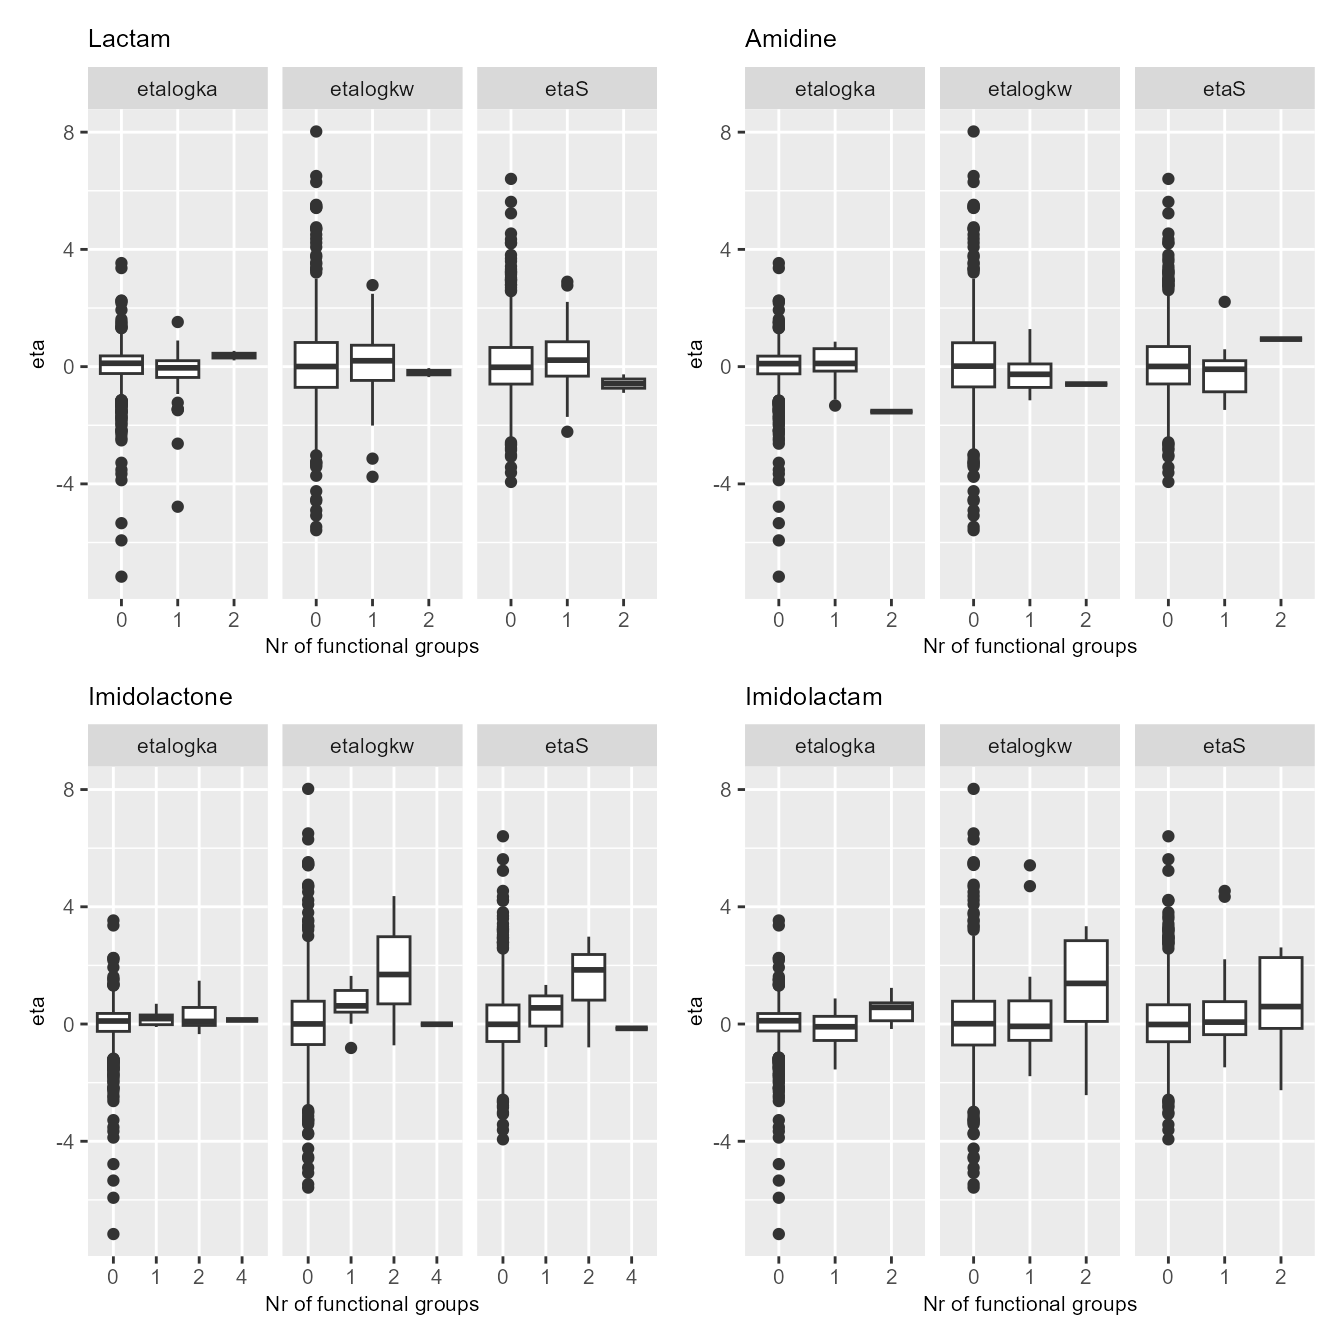 Lactam
etalogka etalogkw etaS
8
4
0
-4
eta
0 1 2 0 1 2 0 1 2
Nr of functional groups
Amidine
etalogka etalogkw etaS
8
4
0
-4
eta
0 1 2 0 1 2 0 1 2
Nr of functional groups
Imidolactone
etalogka etalogkw etaS
8
4
0
-4
eta
0 1 2 4 0 1 2 4 0 1 2 4
Nr of functional groups
Imidolactam
etalogka etalogkw etaS
8
4
0
-4
eta
0 1 2 0 1 2 0 1 2
Nr of functional groups